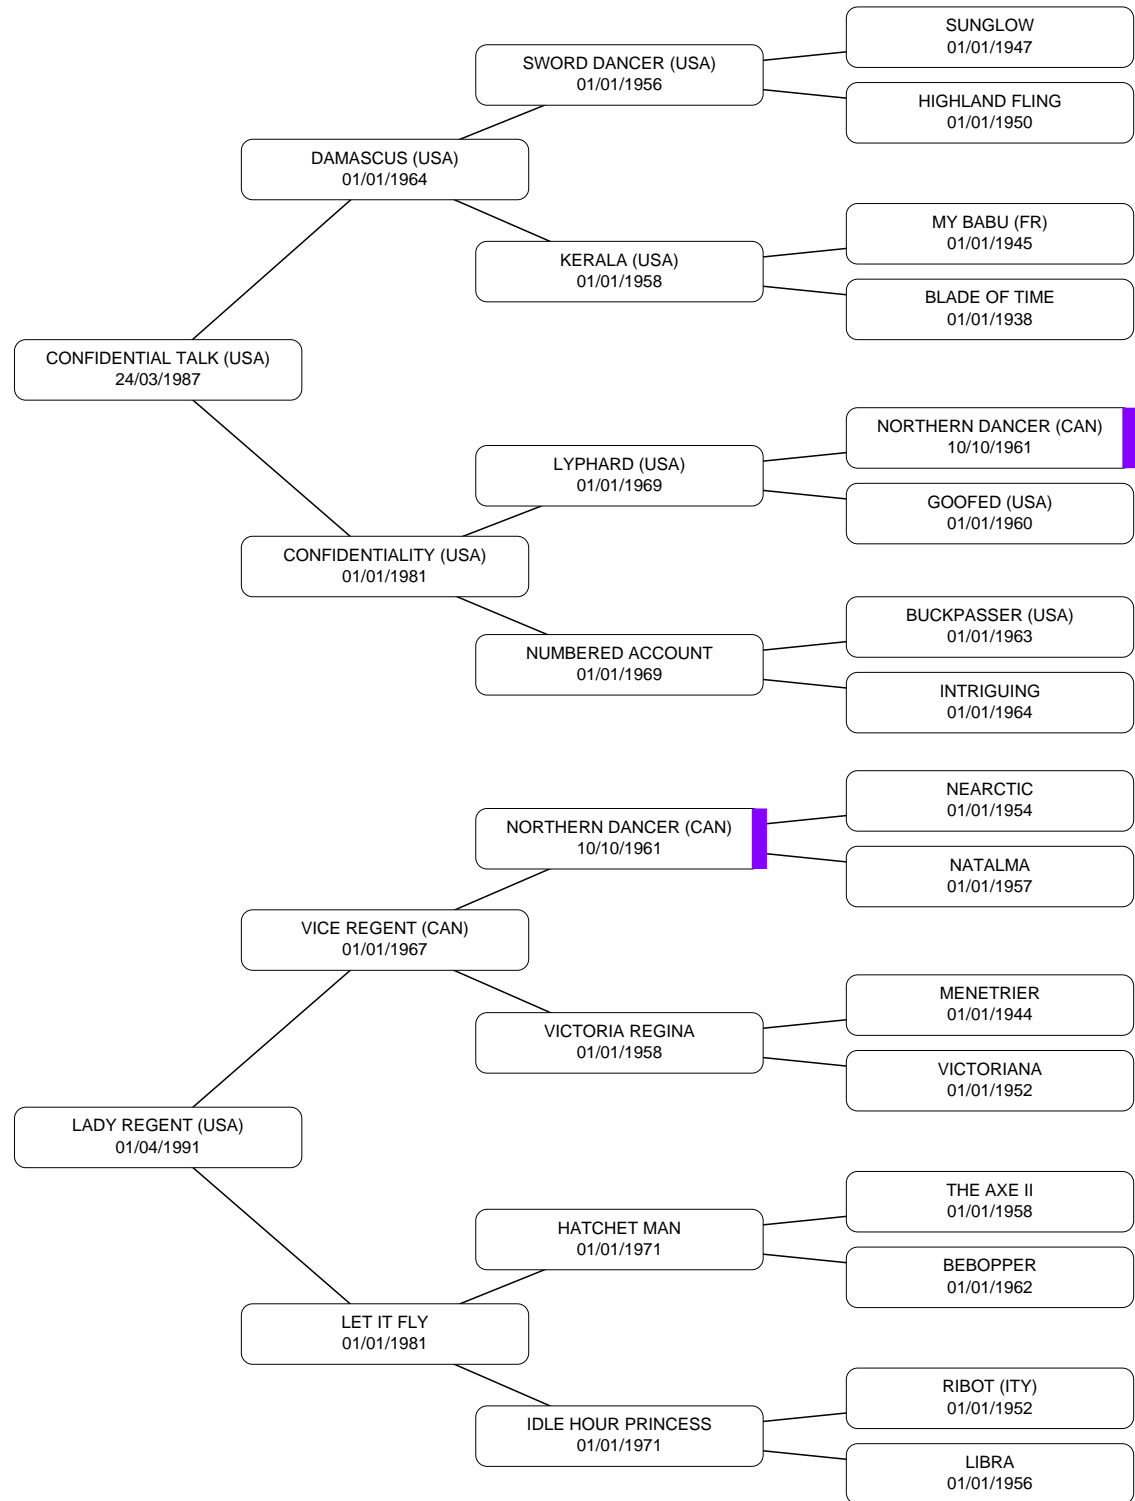 SUNGLOW
01/01/1947
SWORD DANCER (USA)
01/01/1956
HIGHLAND FLING
01/01/1950
DAMASCUS (USA)
01/01/1964
MY BABU (FR)
01/01/1945
KERALA (USA)
01/01/1958
BLADE OF TIME
01/01/1938
CONFIDENTIAL TALK (USA)
24/03/1987
NORTHERN DANCER (CAN)
10/10/1961
LYPHARD (USA)
01/01/1969
GOOFED (USA)
01/01/1960
CONFIDENTIALITY (USA)
01/01/1981
BUCKPASSER (USA)
01/01/1963
NUMBERED ACCOUNT
01/01/1969
INTRIGUING
01/01/1964
NEARCTIC
01/01/1954
NORTHERN DANCER (CAN)
10/10/1961
NATALMA
01/01/1957
VICE REGENT (CAN)
01/01/1967
MENETRIER
01/01/1944
VICTORIA REGINA
01/01/1958
VICTORIANA
01/01/1952
LADY REGENT (USA)
01/04/1991
THE AXE II
01/01/1958
HATCHET MAN
01/01/1971
BEBOPPER
01/01/1962
LET IT FLY
01/01/1981
RIBOT (ITY)
01/01/1952
IDLE HOUR PRINCESS
01/01/1971
LIBRA
01/01/1956